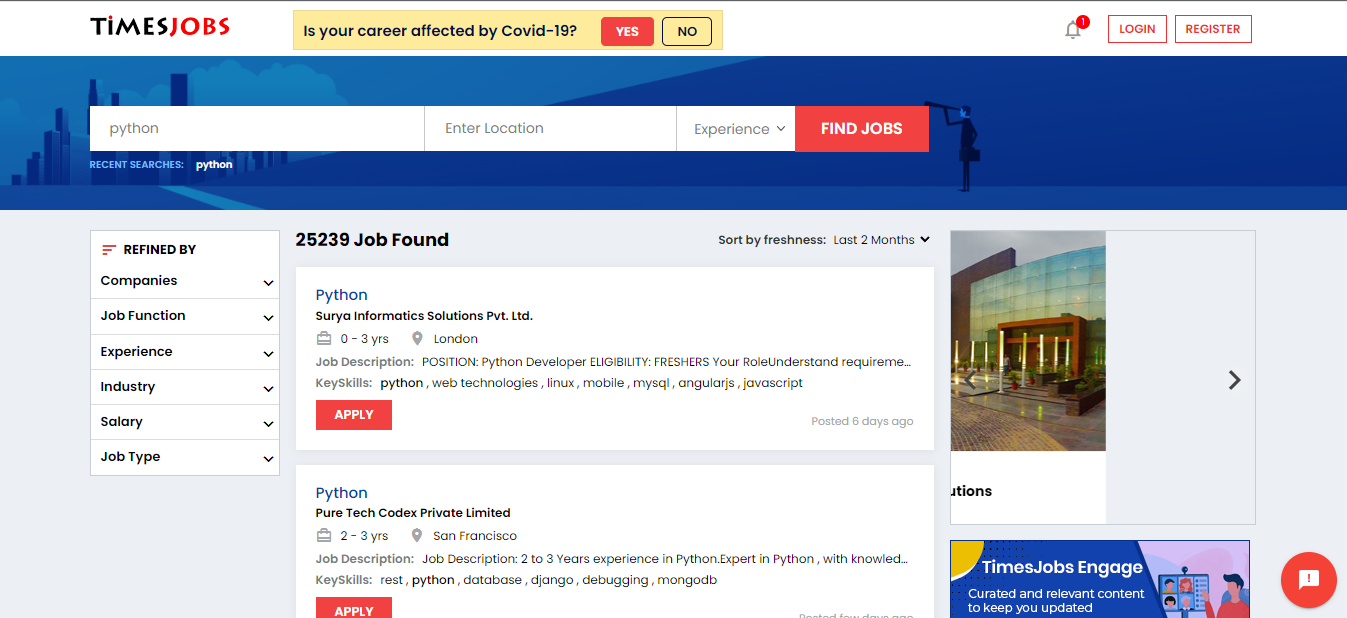 TiMESJOBS
Is your career affected by Covid-19? YES NO
1
LOGIN REGISTER
python Enter Location Experience FIND JOBS
RECENT SEARCHES: python
REFINED BY
Companies
Job Function
Experience
Industry
Salary
Job Type
25239 Job Found
Sort by freshness: Last 2 Months
Python
Surya Informatics Solutions Pvt. Ltd.
0 - 3 yrs London
Job Description: POSITION: Python Developer ELIGIBILITY: FRESHERS Your RoleUnderstand requireme...
KeySkills: python , web technologies , linux , mobile , mysql , angularjs , javascript
APPLY
Posted 6 days ago
Python
Pure Tech Codex Private Limited
2 - 3 yrs San Francisco
Job Description: Job Description: 2 to 3 Years experience in Python.Expert in Python , with knowled...
KeySkills: rest , python , database , django , debugging , mongodb
APPLY
Posted few days ago
utions
TimesJobs Engage
Curated and relevant content
to keep you updated